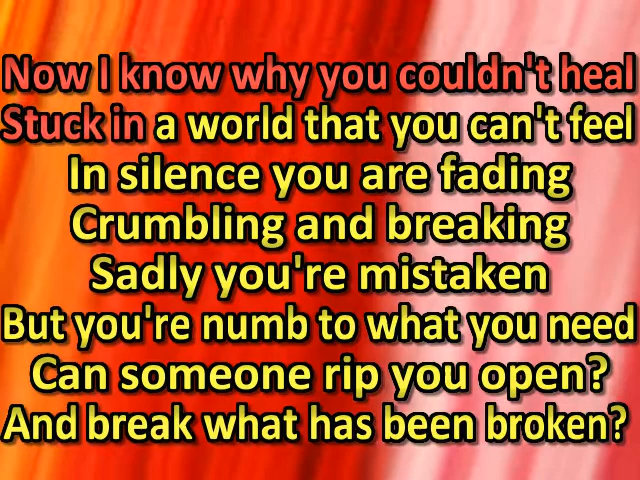 Now I know why you couldn't heal
Stuck in a world that you can't feel
In silence you are fading
Crumbling and breaking
Sadly you're mistaken
But you're numb to what you need
Can someone rip you open?
And break what has been broken?